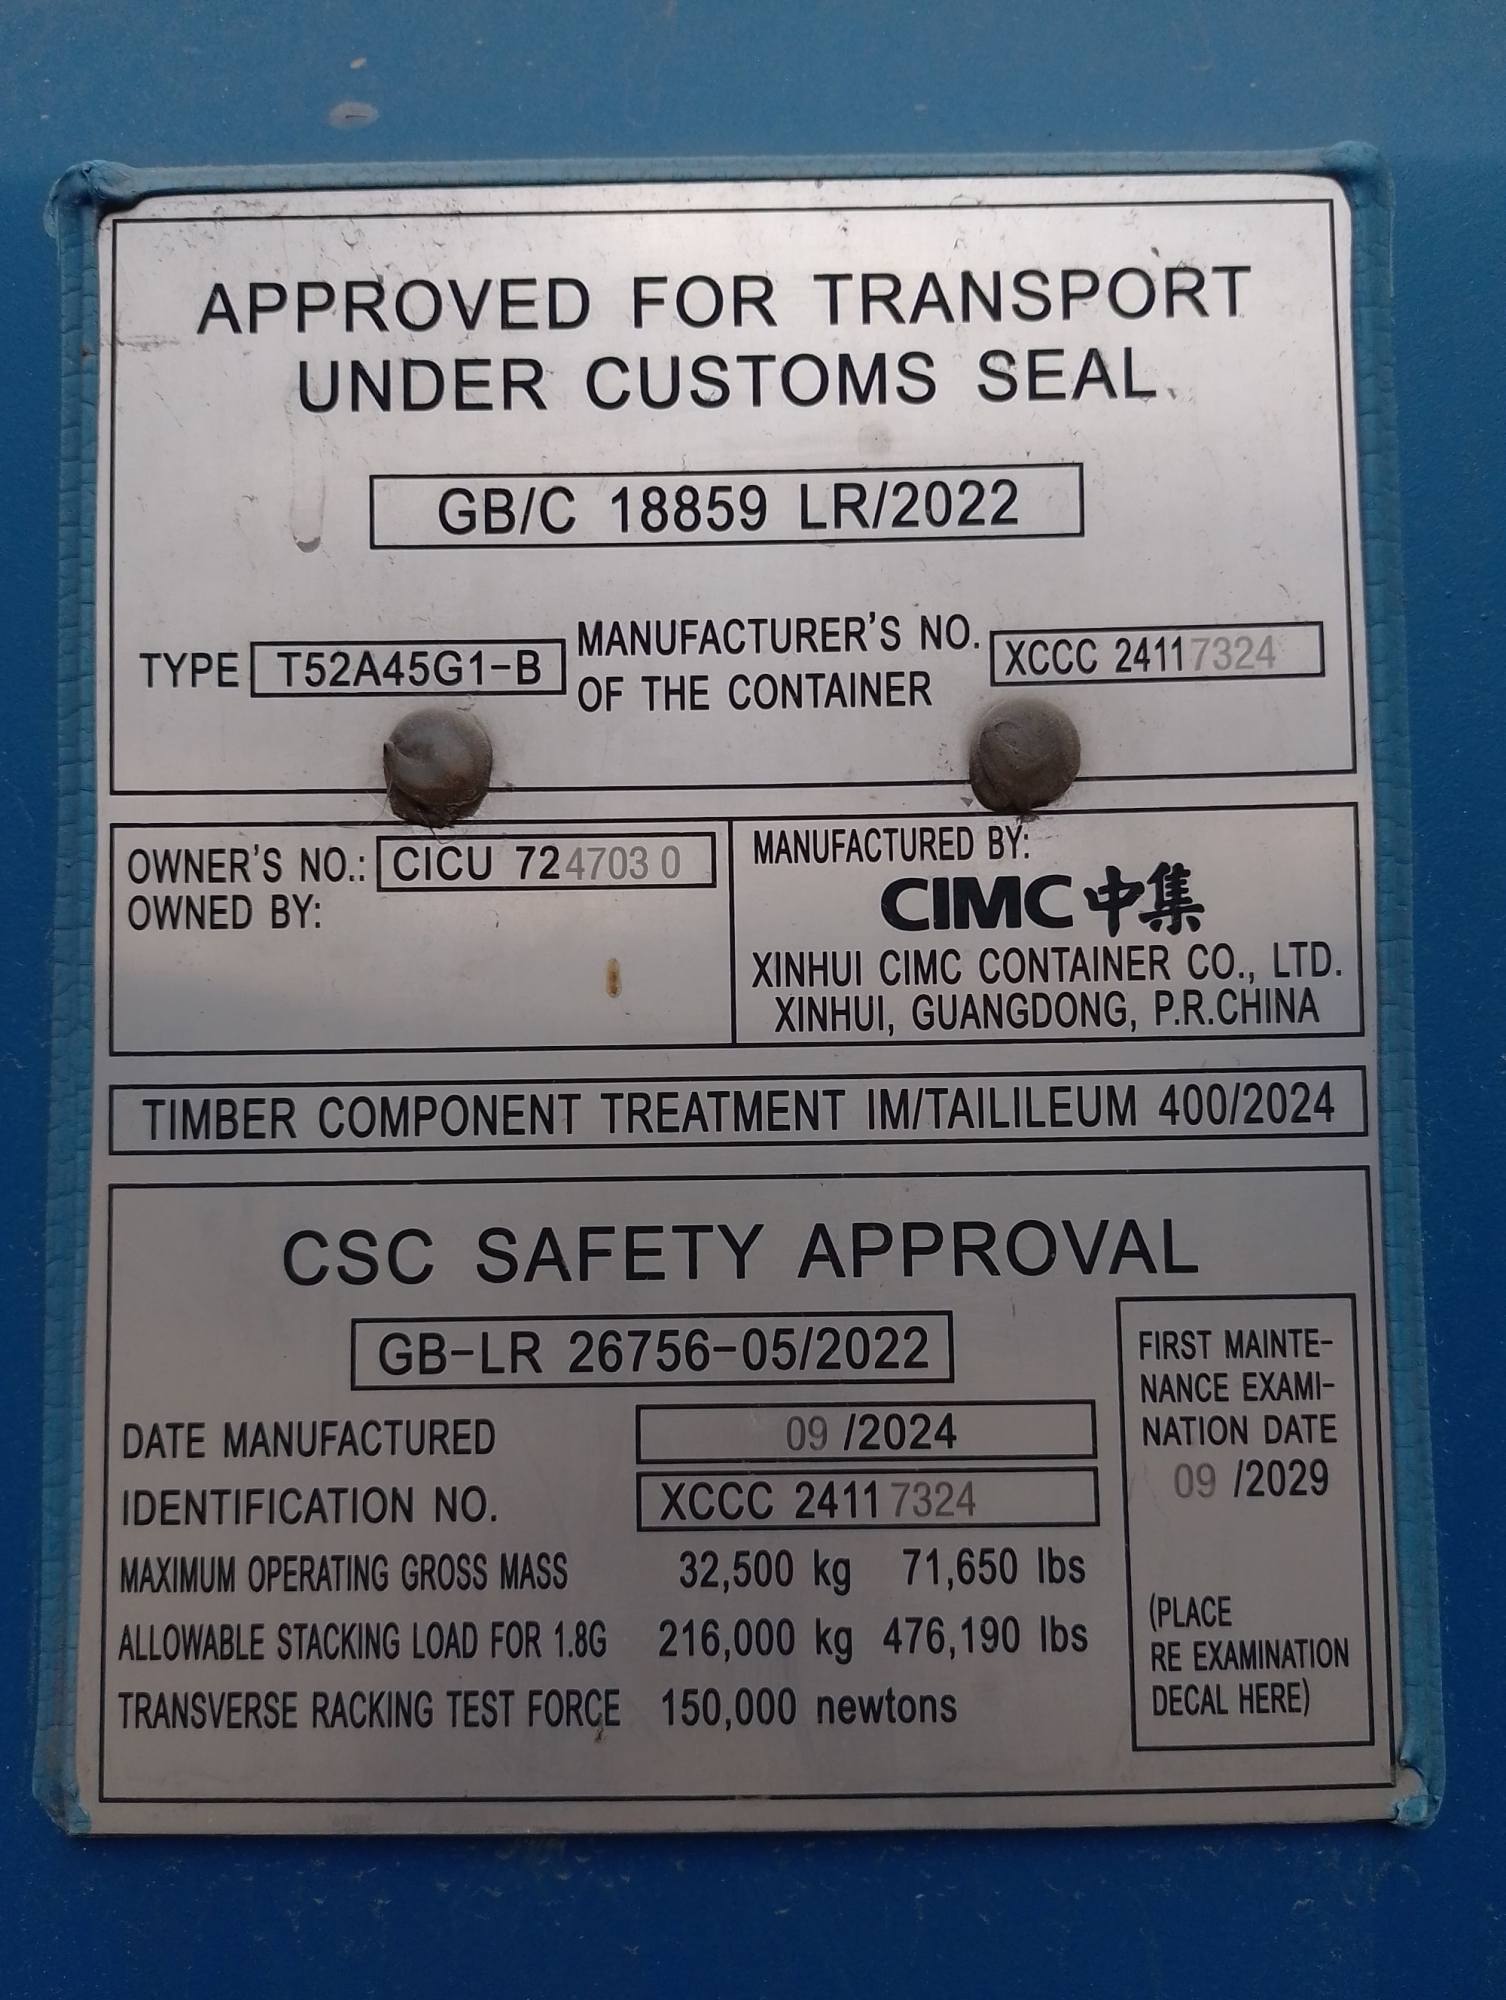 APPROVED FOR TRANSPORT
UNDER CUSTOMS SEAL
GB/C 18859 LR/2022
TYPE T52A45G1-B MANUFACTURER'S NO. OF THE CONTAINER XCCC 24117324
OWNER'S NO.: CICU 724703 0
OWNED BY:
MANUFACTURED BY:
CIMC 中集
XINHUI CIMC CONTAINER CO., LTD.
XINHUI, GUANGDONG, P.R.CHINA
TIMBER COMPONENT TREATMENT IM/TAILILEUM 400/2024
CSC SAFETY APPROVAL
GB-LR 26756-05/2022
DATE MANUFACTURED 09 /2024
IDENTIFICATION NO. XCCC 2411 7324
MAXIMUM OPERATING GROSS MASS 32,500 kg 71,650 lbs
ALLOWABLE STACKING LOAD FOR 1.8G 216,000 kg 476,190 lbs
TRANSVERSE RACKING TEST FORCE 150,000 newtons
FIRST MAINTE-
NANCE EXAMI-
NATION DATE
09 /2029
(PLACE
RE EXAMINATION
DECAL HERE)